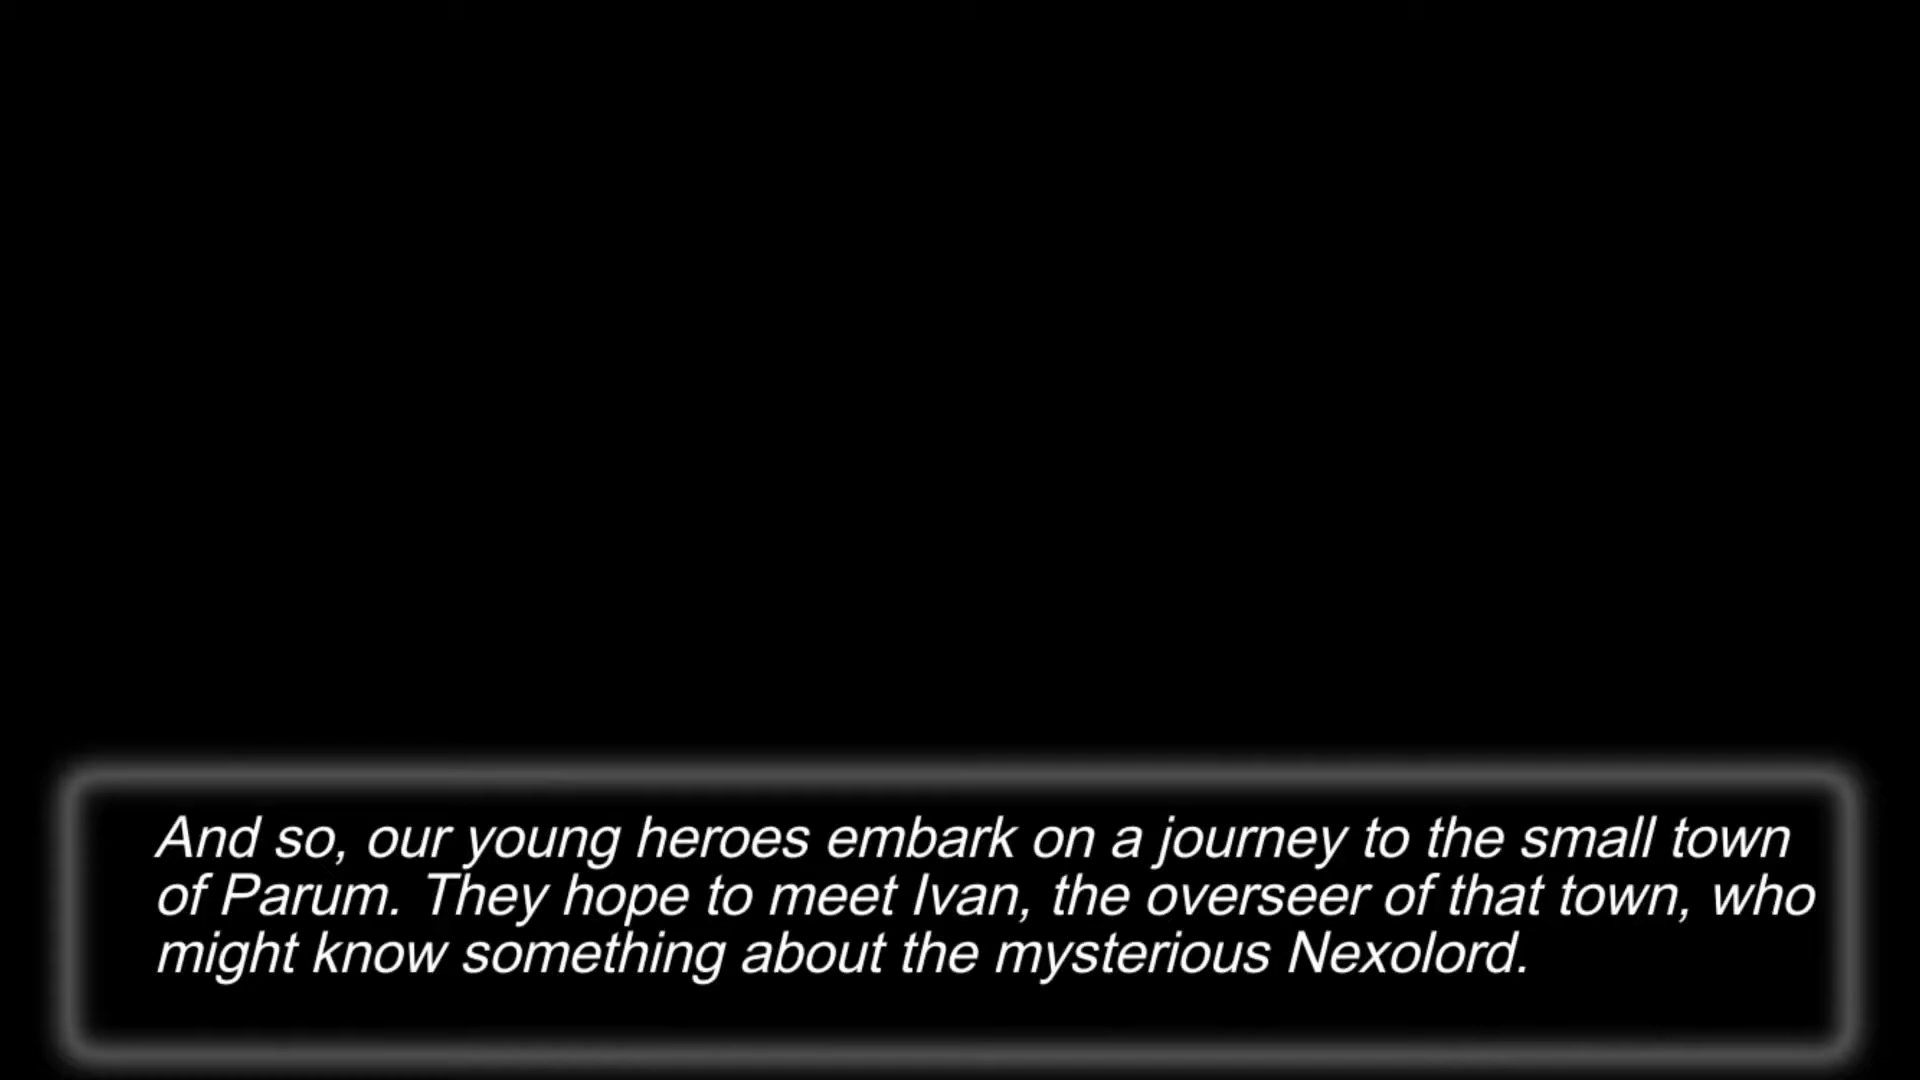 And so, our young heroes embark on a journey to the small town
of Parum. They hope to meet Ivan, the overseer of that town, who
might know something about the mysterious Nexolord.